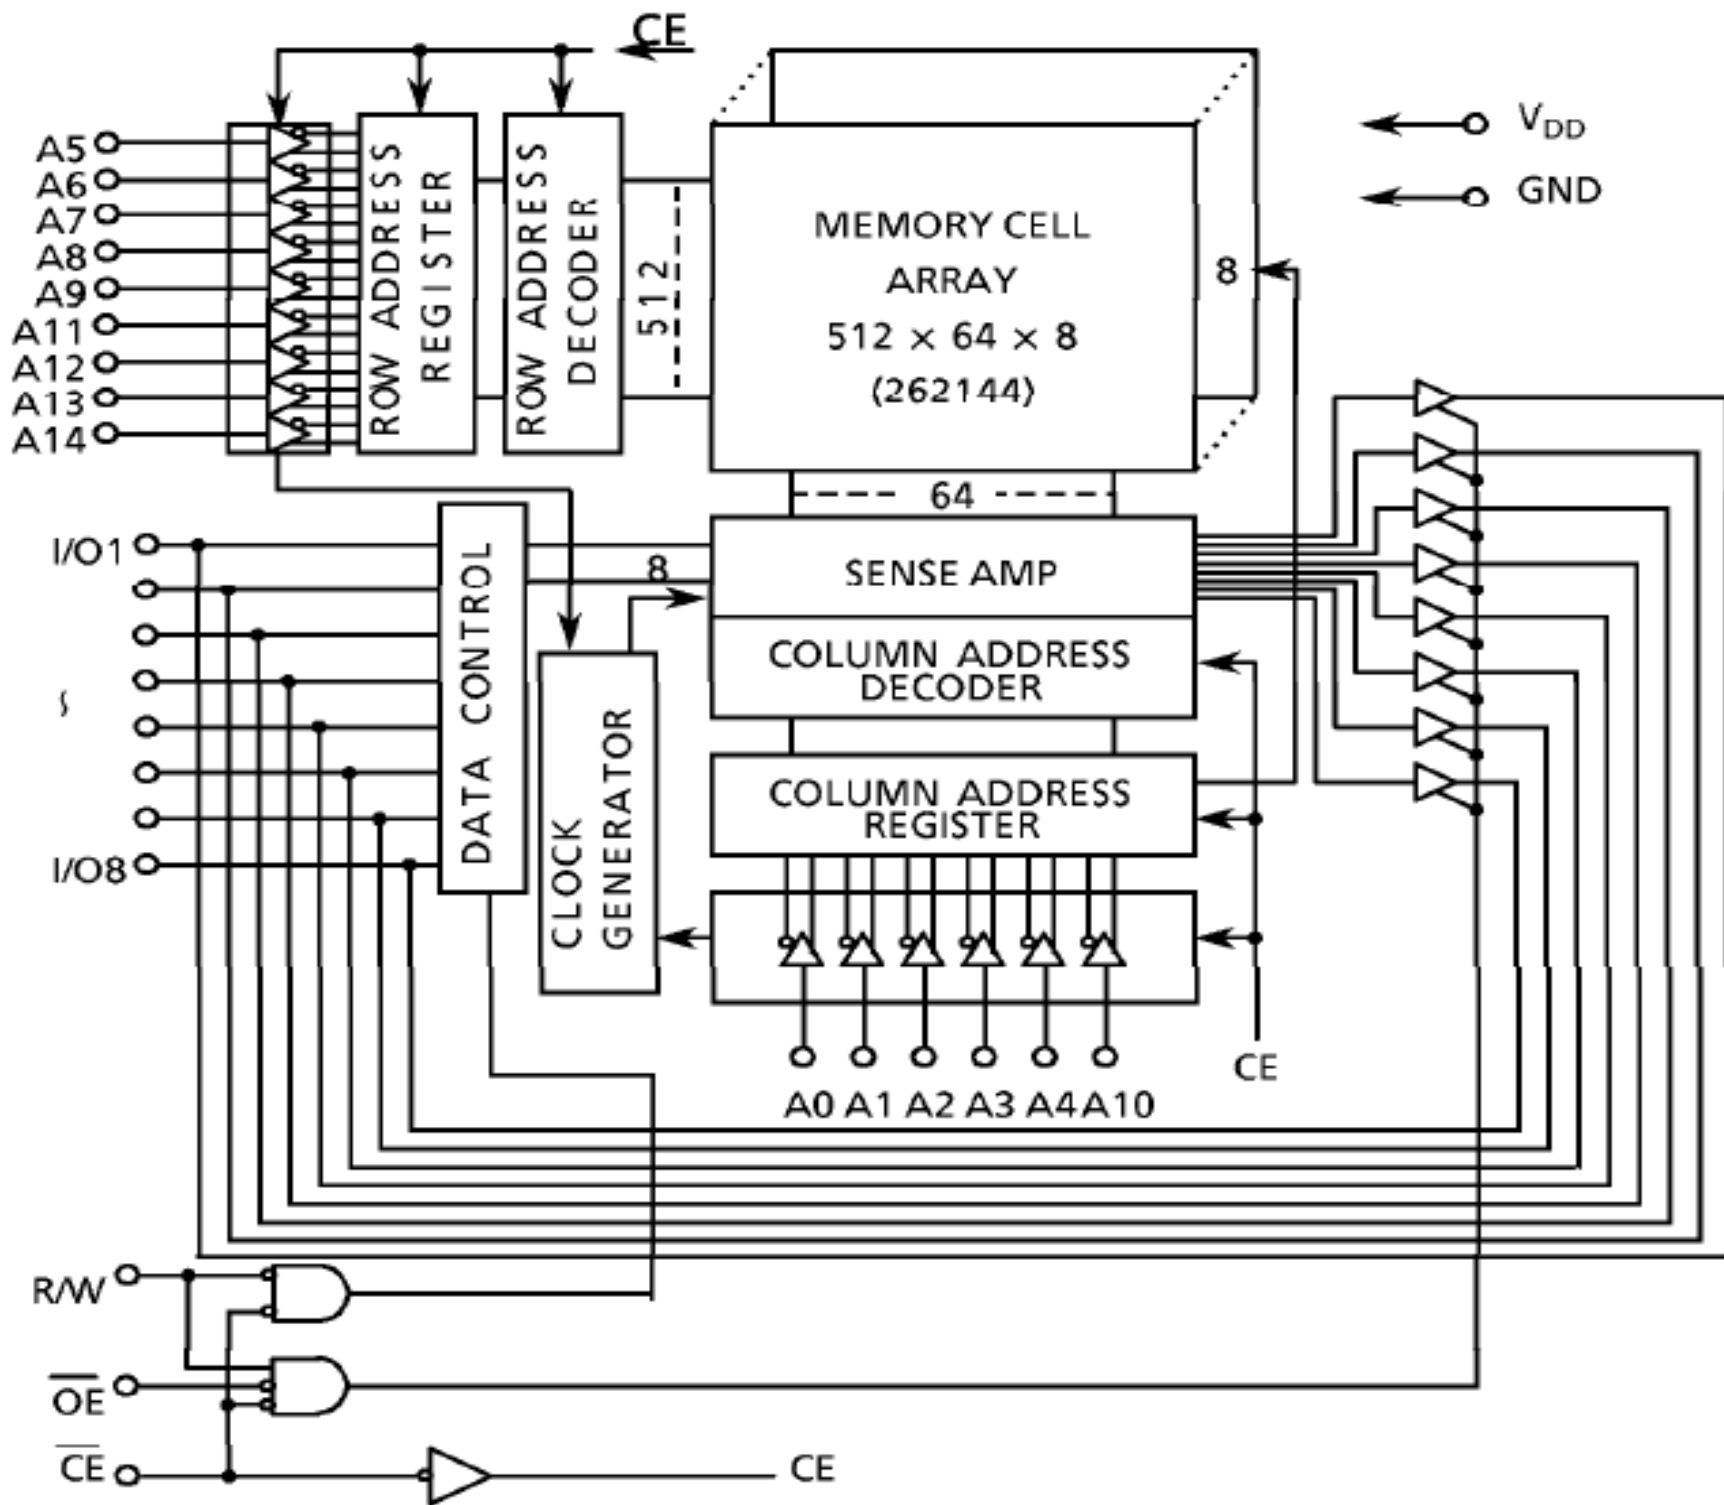 CE
A5
A6
A7
A8
A9
A11
A12
A13
A14
ROW ADDRESS
REGISTER
ROW ADDRESS
DECODER
512
MEMORY CELL
ARRAY
512 × 64 × 8
(262144)
8
VDD
GND
64
I/O1
~
I/O8
DATA CONTROL
8
CLOCK
GENERATOR
SENSE AMP
COLUMN ADDRESS
DECODER
COLUMN ADDRESS
REGISTER
CE
A0 A1 A2 A3 A4 A10
R/W
OE
CE
CE